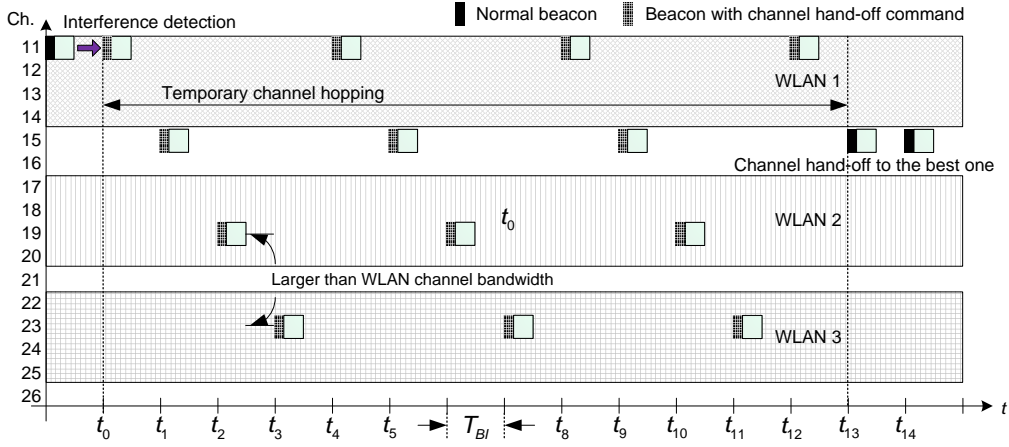 Ch.
Normal beacon
Beacon with channel hand-off command
Interference detection
11
12
13
14
15
16
17
18
19
20
21
22
23
24
25
26
WLAN 1
Temporary channel hopping
Channel hand-off to the best one
t0
WLAN 2
Larger than WLAN channel bandwidth
WLAN 3
t
t0 t1 t2 t3 t4 t5 TBI t8 t9 t10 t11 t12 t13 t14